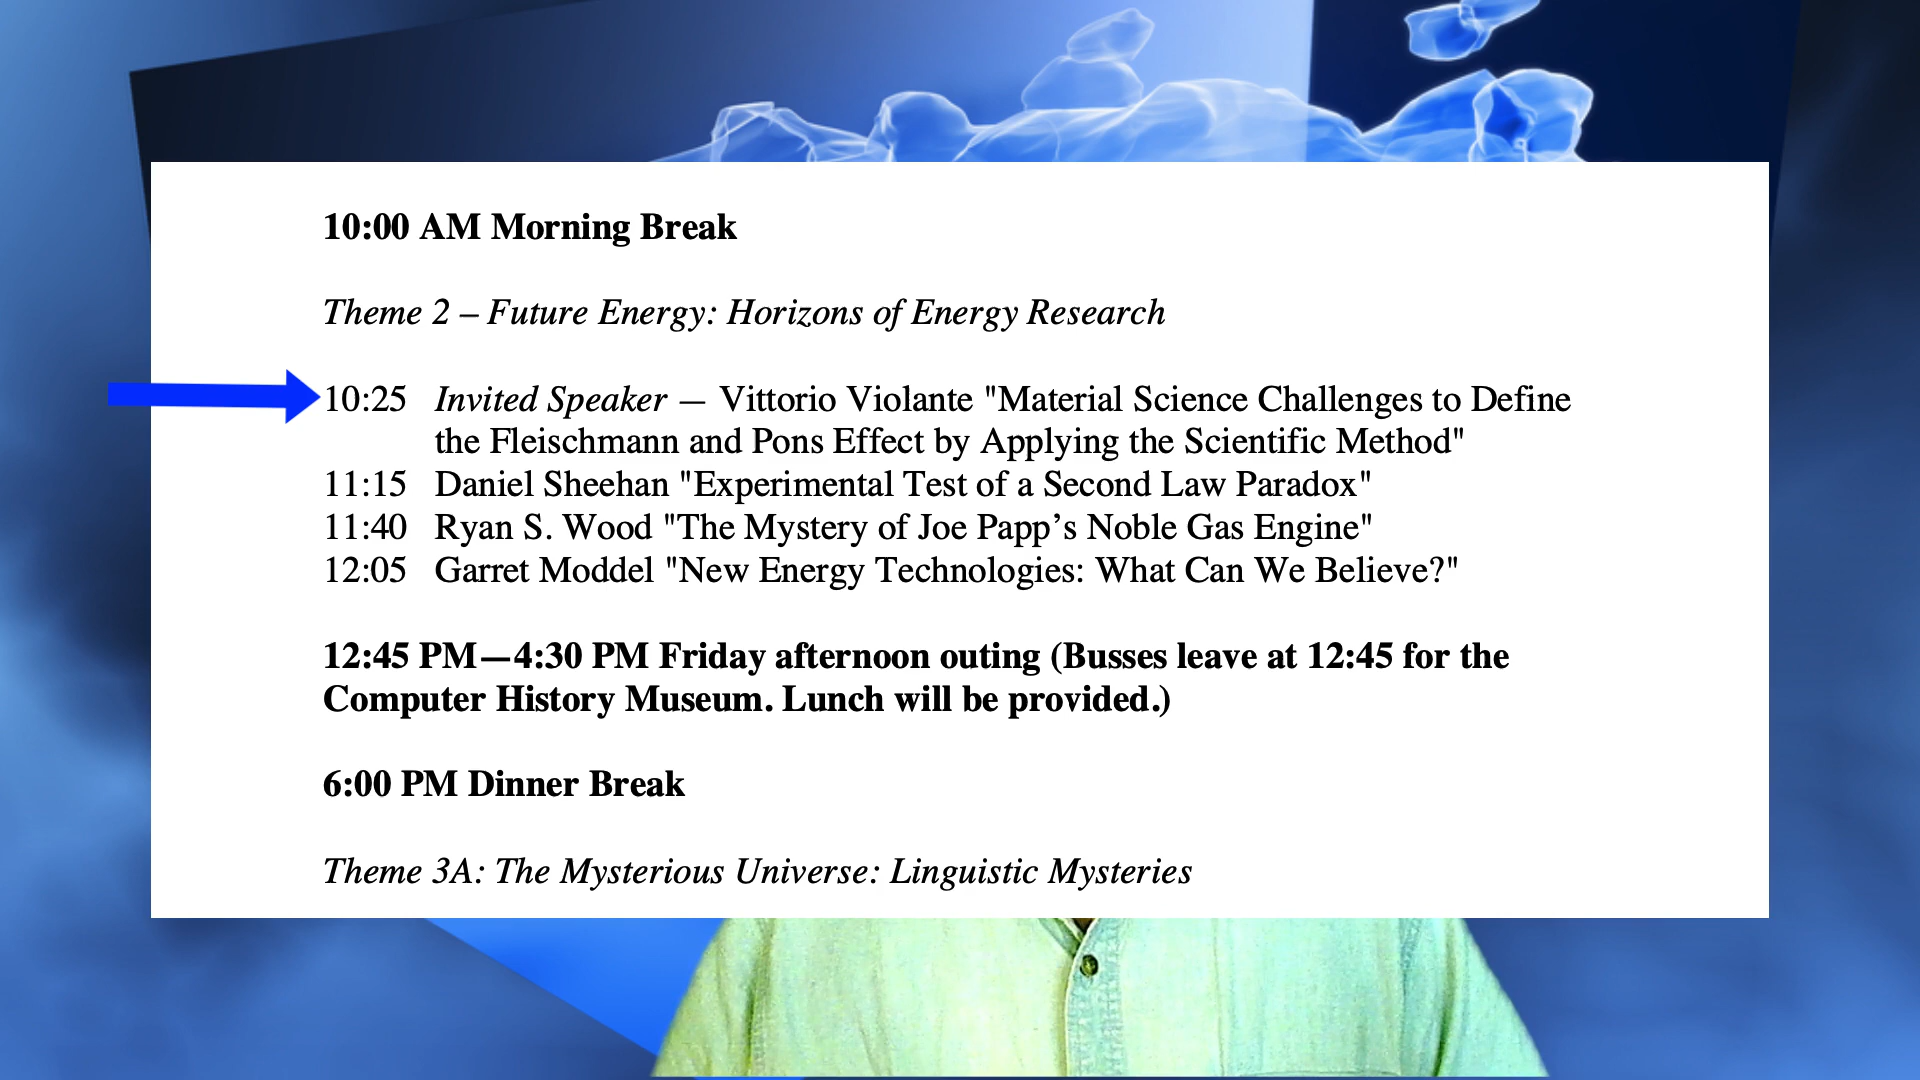 10:00 AM Morning Break
Theme 2 – Future Energy: Horizons of Energy Research
10:25 Invited Speaker — Vittorio Violante "Material Science Challenges to Define
the Fleischmann and Pons Effect by Applying the Scientific Method"
11:15 Daniel Sheehan "Experimental Test of a Second Law Paradox"
11:40 Ryan S. Wood "The Mystery of Joe Papp’s Noble Gas Engine"
12:05 Garret Moddel "New Energy Technologies: What Can We Believe?"
12:45 PM—4:30 PM Friday afternoon outing (Busses leave at 12:45 for the
Computer History Museum. Lunch will be provided.)
6:00 PM Dinner Break
Theme 3A: The Mysterious Universe: Linguistic Mysteries